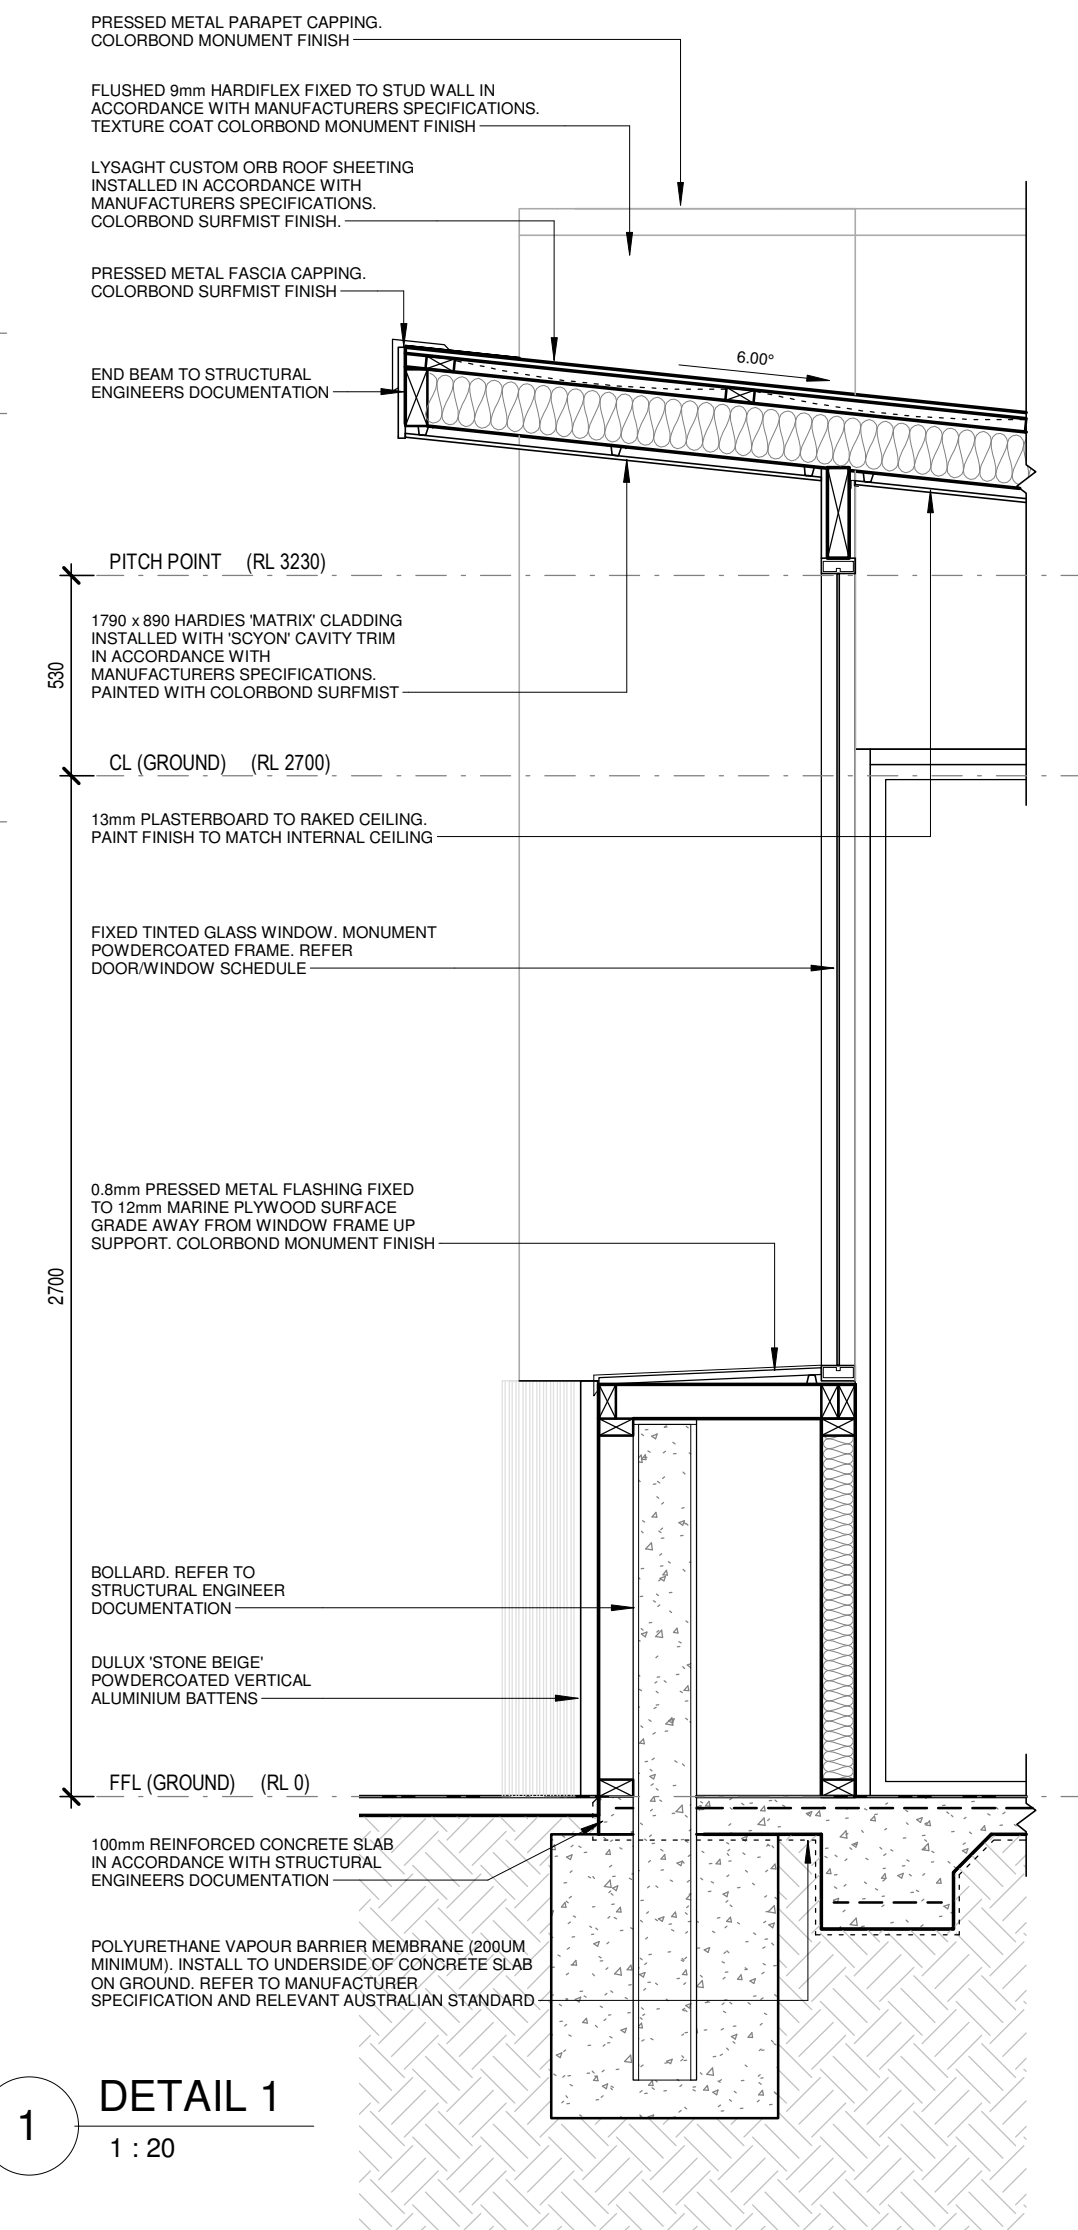 PRESSED METAL PARAPET CAPPING.
COLORBOND MONUMENT FINISH
FLUSHED 9mm HARDIFLEX FIXED TO STUD WALL IN
ACCORDANCE WITH MANUFACTURERS SPECIFICATIONS.
TEXTURE COAT COLORBOND MONUMENT FINISH
LYSAGHT CUSTOM ORB ROOF SHEETING
INSTALLED IN ACCORDANCE WITH
MANUFACTURERS SPECIFICATIONS.
COLORBOND SURFMIST FINISH.
PRESSED METAL FASCIA CAPPING.
COLORBOND SURFMIST FINISH
6.00°
END BEAM TO STRUCTURAL
ENGINEERS DOCUMENTATION
PITCH POINT (RL 3230)
1790 x 890 HARDIES 'MATRIX' CLADDING
INSTALLED WITH 'SCYON' CAVITY TRIM
IN ACCORDANCE WITH
MANUFACTURERS SPECIFICATIONS.
PAINTED WITH COLORBOND SURFMIST
530
CL (GROUND) (RL 2700)
13mm PLASTERBOARD TO RAKED CEILING.
PAINT FINISH TO MATCH INTERNAL CEILING
FIXED TINTED GLASS WINDOW. MONUMENT
POWDERCOATED FRAME. REFER
DOOR/WINDOW SCHEDULE
0.8mm PRESSED METAL FLASHING FIXED
TO 12mm MARINE PLYWOOD SURFACE
GRADE AWAY FROM WINDOW FRAME UP
SUPPORT. COLORBOND MONUMENT FINISH
2700
BOLLARD. REFER TO
STRUCTURAL ENGINEER
DOCUMENTATION
DULUX 'STONE BEIGE'
POWDERCOATED VERTICAL
ALUMINIUM BATTENS
FFL (GROUND) (RL 0)
100mm REINFORCED CONCRETE SLAB
IN ACCORDANCE WITH STRUCTURAL
ENGINEERS DOCUMENTATION
POLYURETHANE VAPOUR BARRIER MEMBRANE (200UM
MINIMUM). INSTALL TO UNDERSIDE OF CONCRETE SLAB
ON GROUND. REFER TO MANUFACTURER
SPECIFICATION AND RELEVANT AUSTRALIAN STANDARD
1
DETAIL 1
1 : 20